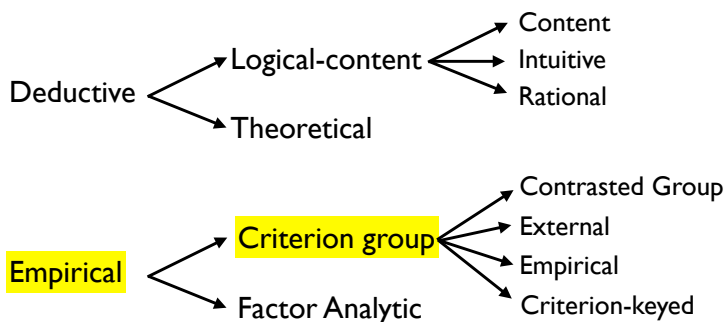 Deductive
Logical-content
Theoretical
Content
Intuitive
Rational
Empirical
Criterion group
Factor Analytic
Contrasted Group
External
Empirical
Criterion-keyed